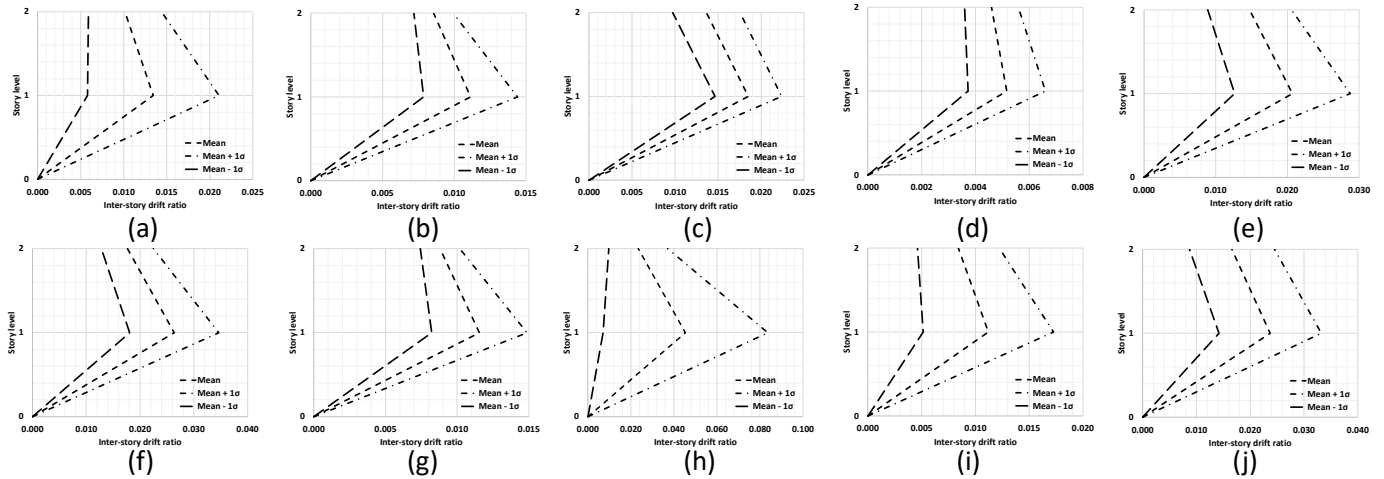 2
1
0
Story level
Mean
Mean + 1σ
Mean - 1σ
0.000 0.005 0.010 0.015 0.020 0.025
Inter-story drift ratio
(a)
2
1
0
Story level
Mean
Mean + 1σ
Mean - 1σ
0.000 0.005 0.010 0.015
Inter-story drift ratio
(b)
2
1
0
Story level
Mean
Mean + 1σ
Mean - 1σ
0.000 0.005 0.010 0.015 0.020 0.025
Inter-story drift ratio
(c)
2
1
0
Story level
Mean
Mean + 1σ
Mean - 1σ
0.000 0.002 0.004 0.006 0.008
Inter-story drift ratio
(d)
2
1
0
Story level
Mean
Mean + 1σ
Mean - 1σ
0.000 0.010 0.020 0.030
Inter-story drift ratio
(e)
2
1
0
Story level
Mean
Mean + 1σ
Mean - 1σ
0.000 0.010 0.020 0.030 0.040
Inter-story drift ratio
(f)
2
1
0
Story level
Mean
Mean + 1σ
Mean - 1σ
0.000 0.005 0.010 0.015
Inter-story drift ratio
(g)
2
1
0
Story level
Mean
Mean + 1σ
Mean - 1σ
0.000 0.020 0.040 0.060 0.080 0.100
Inter-story drift ratio
(h)
2
1
0
Story level
Mean
Mean + 1σ
Mean - 1σ
0.000 0.005 0.010 0.015 0.020
Inter-story drift ratio
(i)
2
1
0
Story level
Mean
Mean + 1σ
Mean - 1σ
0.000 0.010 0.020 0.030 0.040
Inter-story drift ratio
(j)